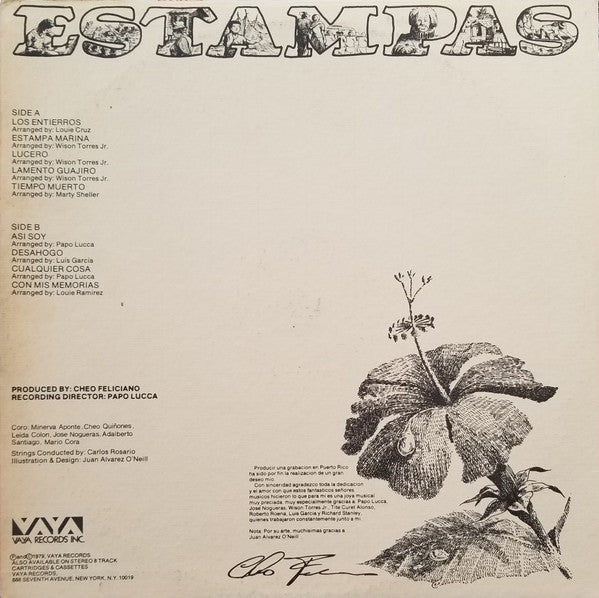 ESTAMPAS
SIDE A
LOS ENTIERROS
Arranged by: Louie Cruz
ESTAMPA MARINA
Arranged by: Wison Torres Jr.
LUCERO
Arranged by: Wison Torres Jr.
LAMENTO GUAJIRO
Arranged by: Wison Torres Jr.
TIEMPO MUERTO
Arranged by: Marty Sheller
SIDE B
ASI SOY
Arranged by: Papo Lucca
DESAHOGO
Arranged by: Luis Garcia
CUALQUIER COSA
Arranged by: Papo Lucca
CON MIS MEMORIAS
Arranged by: Louie Ramirez
PRODUCED BY: CHEO FELICIANO
RECORDING DIRECTOR: PAPO LUCCA
Coro: Minerva Aponte, Cheo Quiñones,
Leida Colon, Jose Nogueras, Adalberto
Santiago, Mario Cora
Strings Conducted by: Carlos Rosario
Illustration & Design: Juan Alvarez O'Neill
VAYA
VAYA RECORDS INC.
Ⓟand©1979, VAYA RECORDS
ALSO AVAILABLE ON STEREO 8 TRACK
CARTRIDGES & CASSETTES
VAYA RECORDS,
888 SEVENTH AVENUE, NEW YORK, N.Y. 10019
Producir una grabacion en Puerto Rico
ha sido por fin la realizacion de un gran
deseo mio.
Con sinceridad agradezco toda la dedicacion
y el amor con que estos fantasticos señores
musicos hicieron lo que para mi es una joya musical
muy preciada, muy especialmente gracias a: Papo Lucca,
Jose Nogueras, Wison Torres Jr., Tite Curet Alonso,
Roberto Roena, Luis Garcia y Richard Stanley,
quienes trabajaron constantemente junto a mi.
Nota: Por su arte, muchisimas gracias a
Juan Alvarez O'Neill